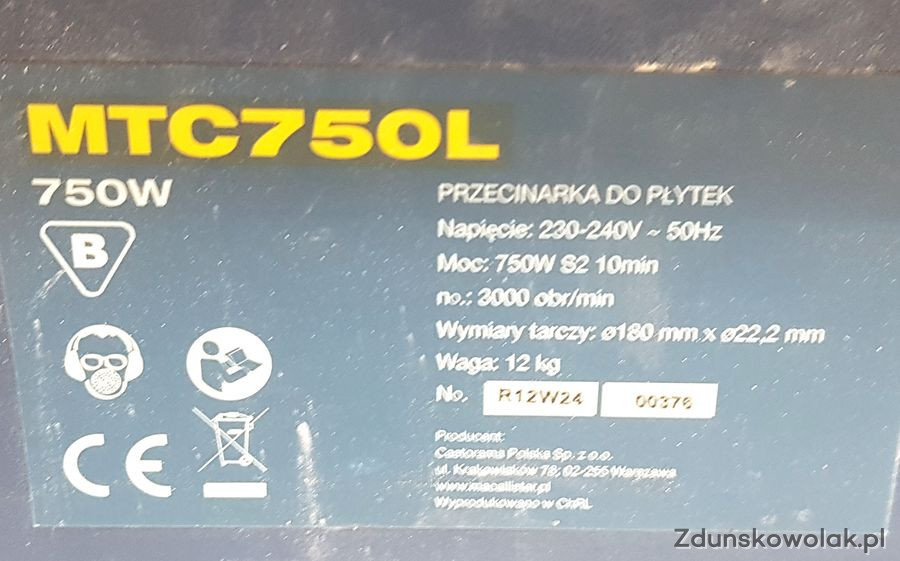 MTC750L
750W
B
PRZECINARKA DO PŁYTEK
Napięcie: 230-240V ~ 50Hz
Moc: 750W S2 10min
no.: 3000 obr/min
Wymiary tarczy: ø180 mm x ø22,2 mm
Waga: 12 kg
No. R12W24 00376
CE
Producent:
Castorama Polska Sp. z o.o.
ul. Krakowiaków 78; 02-255 Warszawa
www.macallister.pl
Wyprodukowano w ChRL
Zdunskowolak.pl